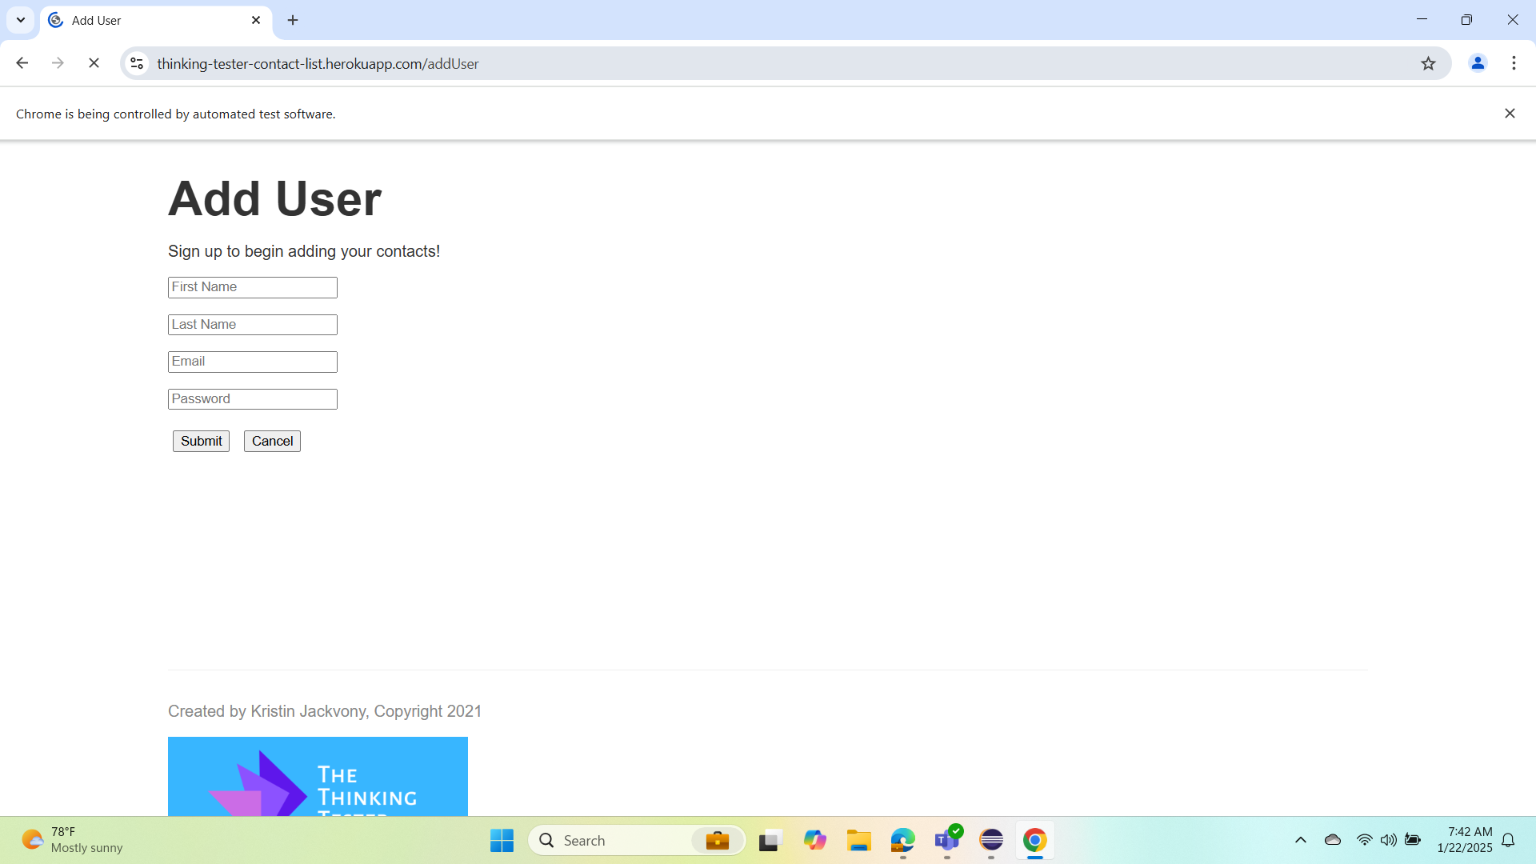 Add User
thinking-tester-contact-list.herokuapp.com/addUser
Chrome is being controlled by automated test software.
Add User
Sign up to begin adding your contacts!
First Name
Last Name
Email
Password
Submit Cancel
Created by Kristin Jackvony, Copyright 2021
THE
THINKING
TESTER
78°F
Mostly sunny
Search
7:42 AM
1/22/2025